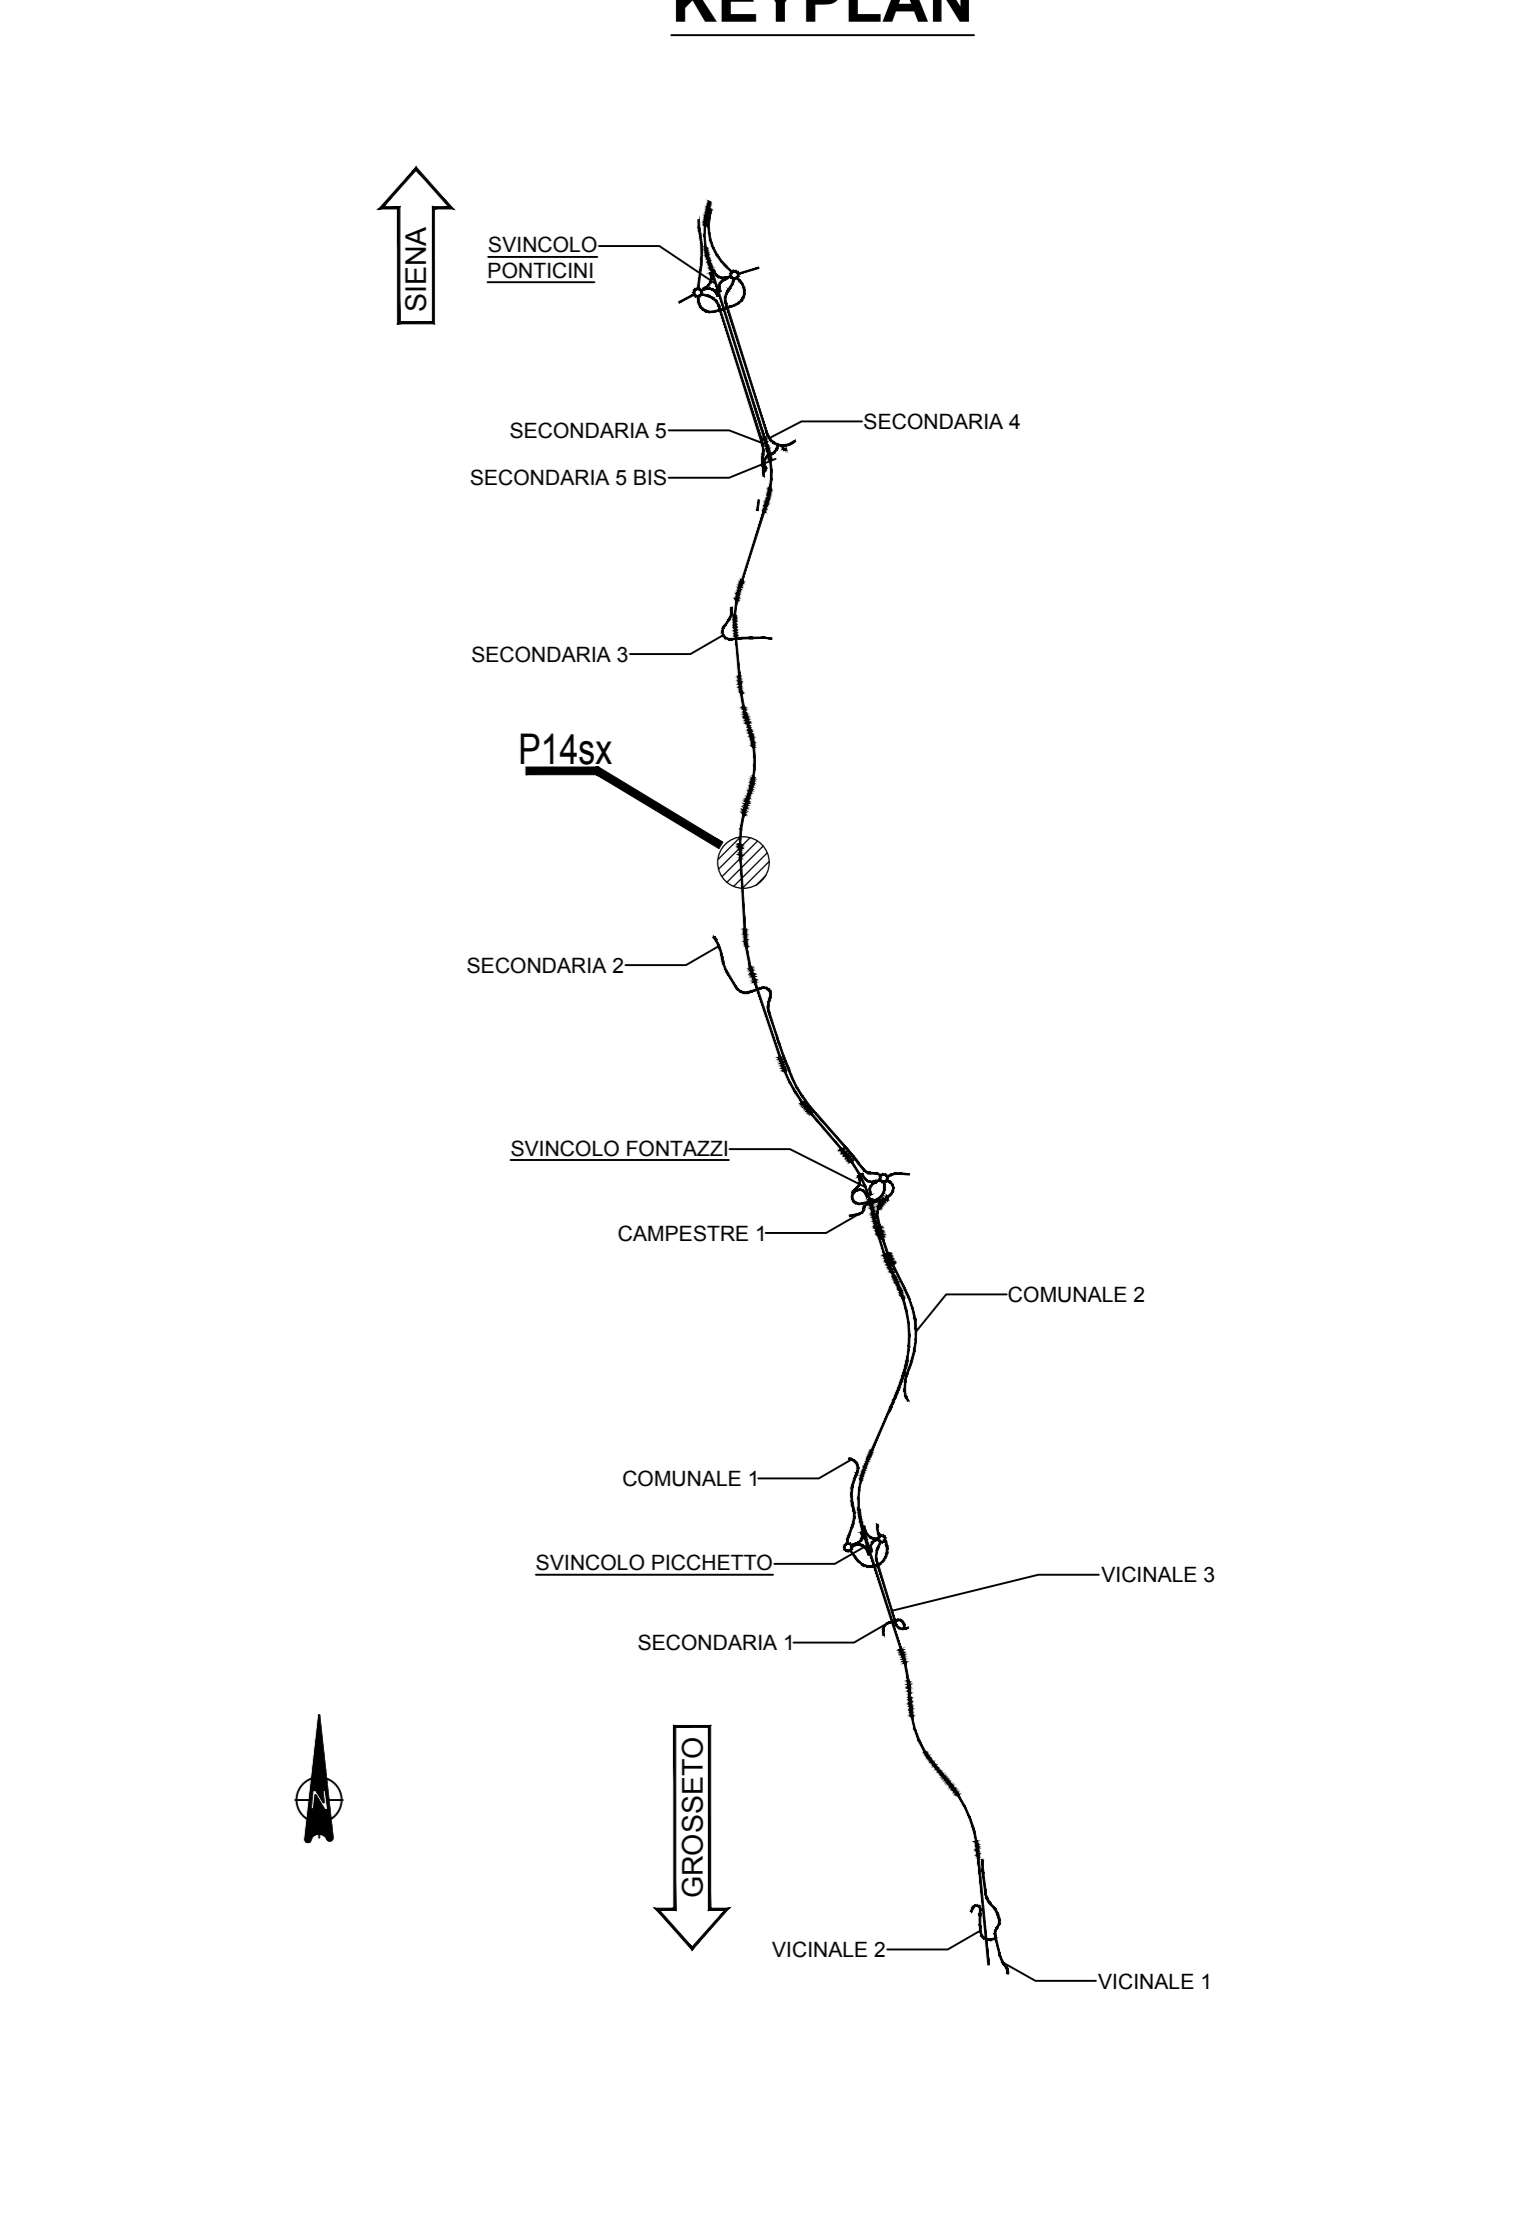 KEYPLAN
SIENA
SVINCOLO
PONTICINI
SECONDARIA 4
SECONDARIA 5
SECONDARIA 5 BIS
SECONDARIA 3
P14sx
SECONDARIA 2
SVINCOLO FONTAZZI
CAMPESTRE 1
COMUNALE 2
COMUNALE 1
SVINCOLO PICCHETTO
VICINALE 3
SECONDARIA 1
GROSSETO
N
VICINALE 2
VICINALE 1